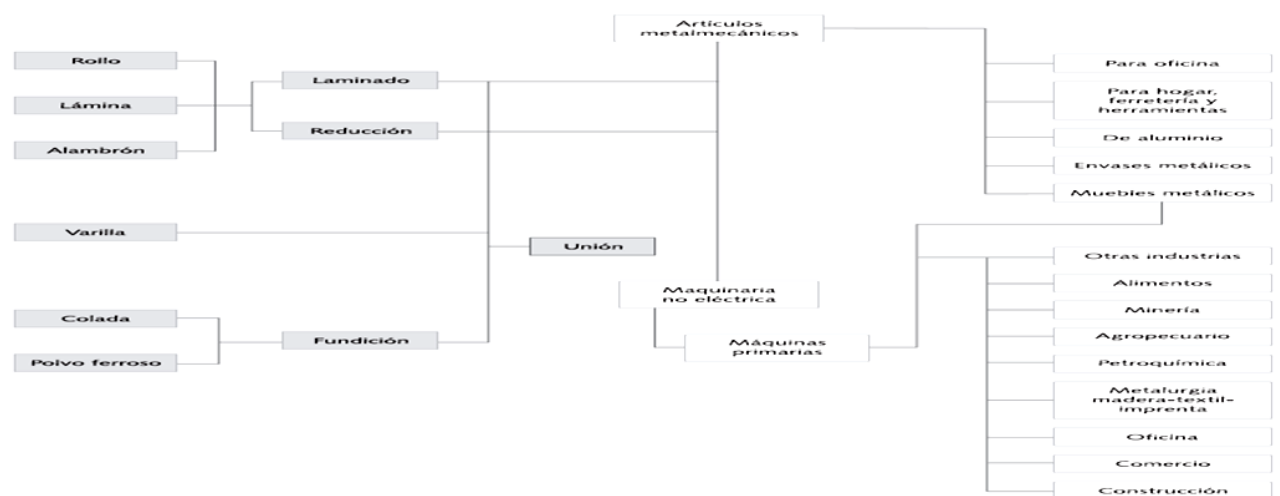 Artículos
metalmecánicos
Rollo
Lámina
Alambrón
Laminado
Reducción
Varilla
Unión
Colada
Polvo ferroso
Fundición
Maquinaria
no eléctrica
Máquinas
primarias
Para oficina
Para hogar,
ferretería y
herramientas
De aluminio
Envases metálicos
Muebles metálicos
Otras industrias
Alimentos
Minería
Agropecuario
Petroquímica
Metalurgia
madera-textil-
imprenta
Oficina
Comercio
Construcción